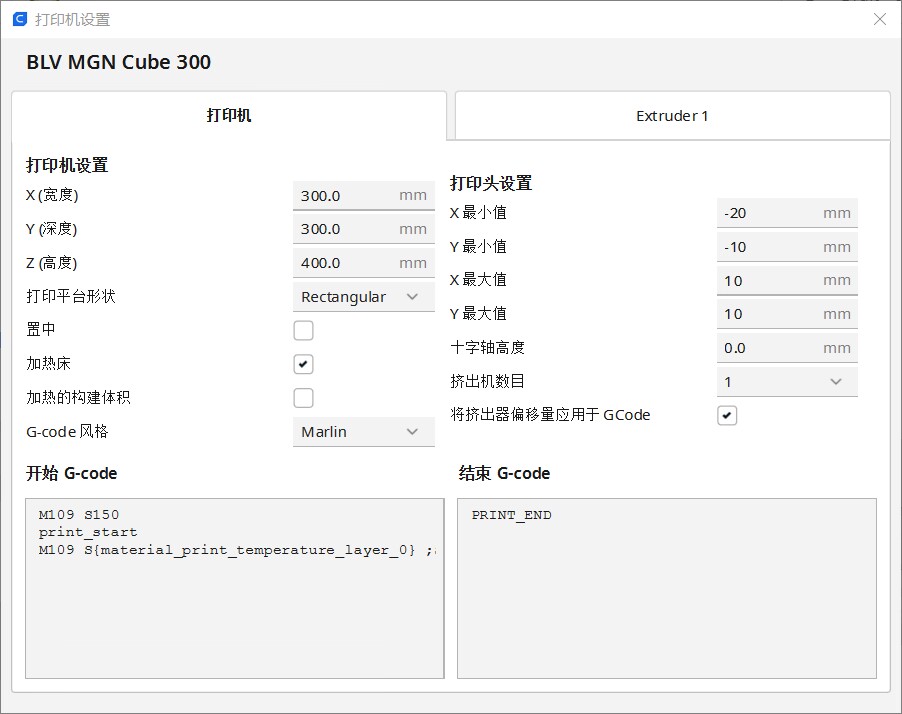 打印机设置
BLV MGN Cube 300
打印机
Extruder 1
打印机设置
X (宽度) 300.0 mm
Y (深度) 300.0 mm
Z (高度) 400.0 mm
打印平台形状 Rectangular
置中
加热床
加热的构建体积
G-code 风格 Marlin
打印头设置
X 最小值 -20 mm
Y 最小值 -10 mm
X 最大值 10 mm
Y 最大值 10 mm
十字轴高度 0.0 mm
挤出机数目 1
将挤出器偏移量应用于 GCode
开始 G-code
M109 S150
print_start
M109 S{material_print_temperature_layer_0} ;
结束 G-code
PRINT_END